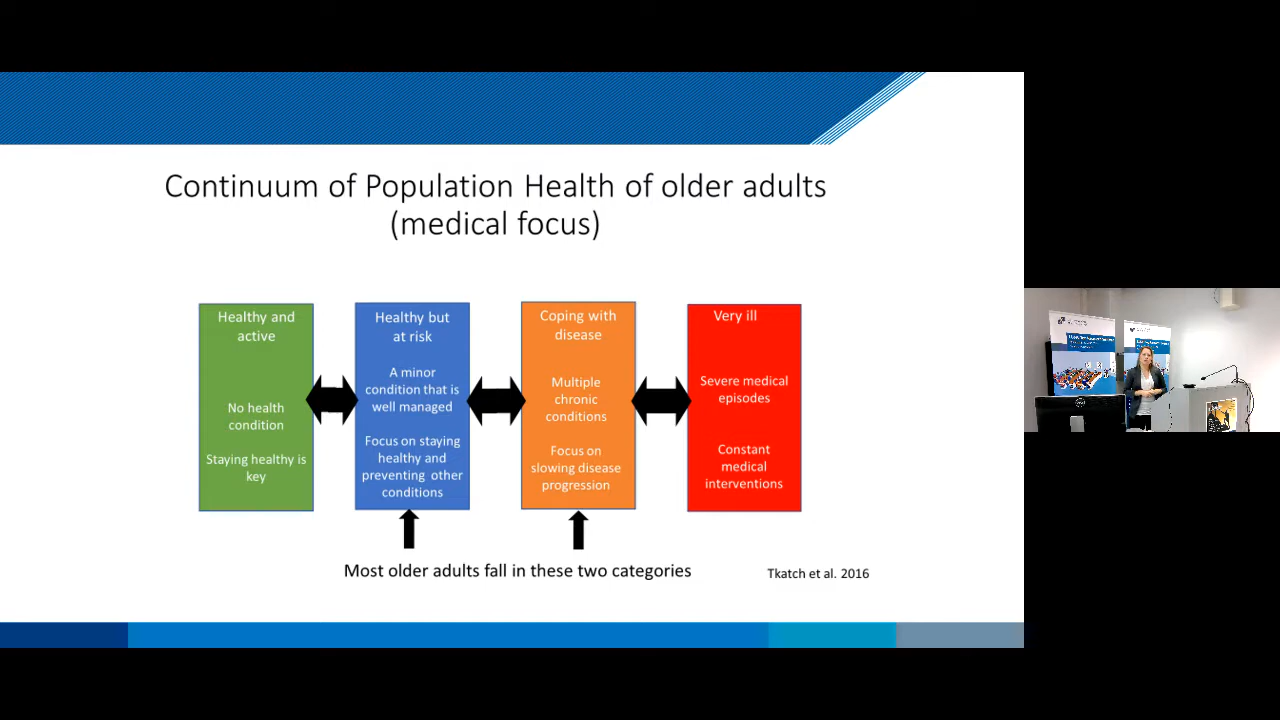 Continuum of Population Health of older adults
(medical focus)
Healthy and
active
No health
condition
Staying healthy is
key
Healthy but
at risk
A minor
condition that is
well managed
Focus on staying
healthy and
preventing other
conditions
Coping with
disease
Multiple
chronic
conditions
Focus on
slowing disease
progression
Very ill
Severe medical
episodes
Constant
medical
interventions
Most older adults fall in these two categories
Tkatch et al. 2016